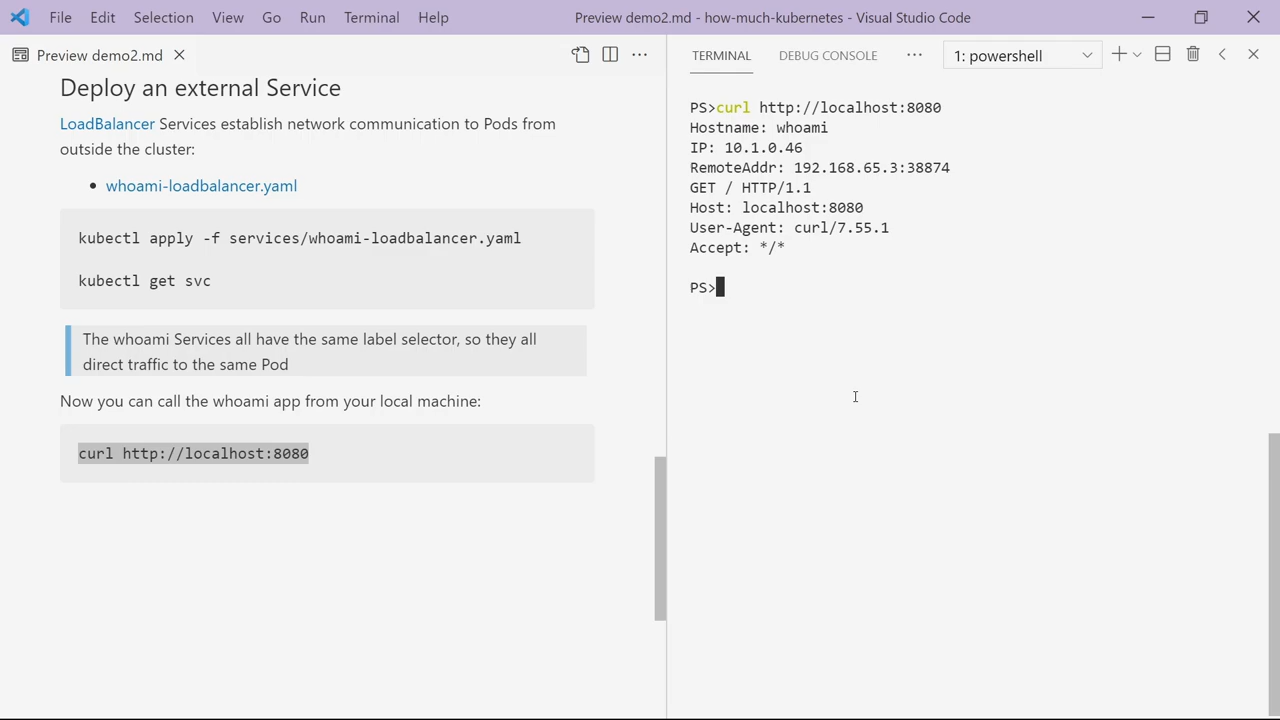 File Edit Selection View Go Run Terminal Help Preview demo2.md - how-much-kubernetes - Visual Studio Code
Preview demo2.md
Deploy an external Service
LoadBalancer Services establish network communication to Pods from
outside the cluster:
whoami-loadbalancer.yaml
kubectl apply -f services/whoami-loadbalancer.yaml
kubectl get svc
The whoami Services all have the same label selector, so they all
direct traffic to the same Pod
Now you can call the whoami app from your local machine:
curl http://localhost:8080
TERMINAL DEBUG CONSOLE 1: powershell
PS>curl http://localhost:8080
Hostname: whoami
IP: 10.1.0.46
RemoteAddr: 192.168.65.3:38874
GET / HTTP/1.1
Host: localhost:8080
User-Agent: curl/7.55.1
Accept: */*
PS>